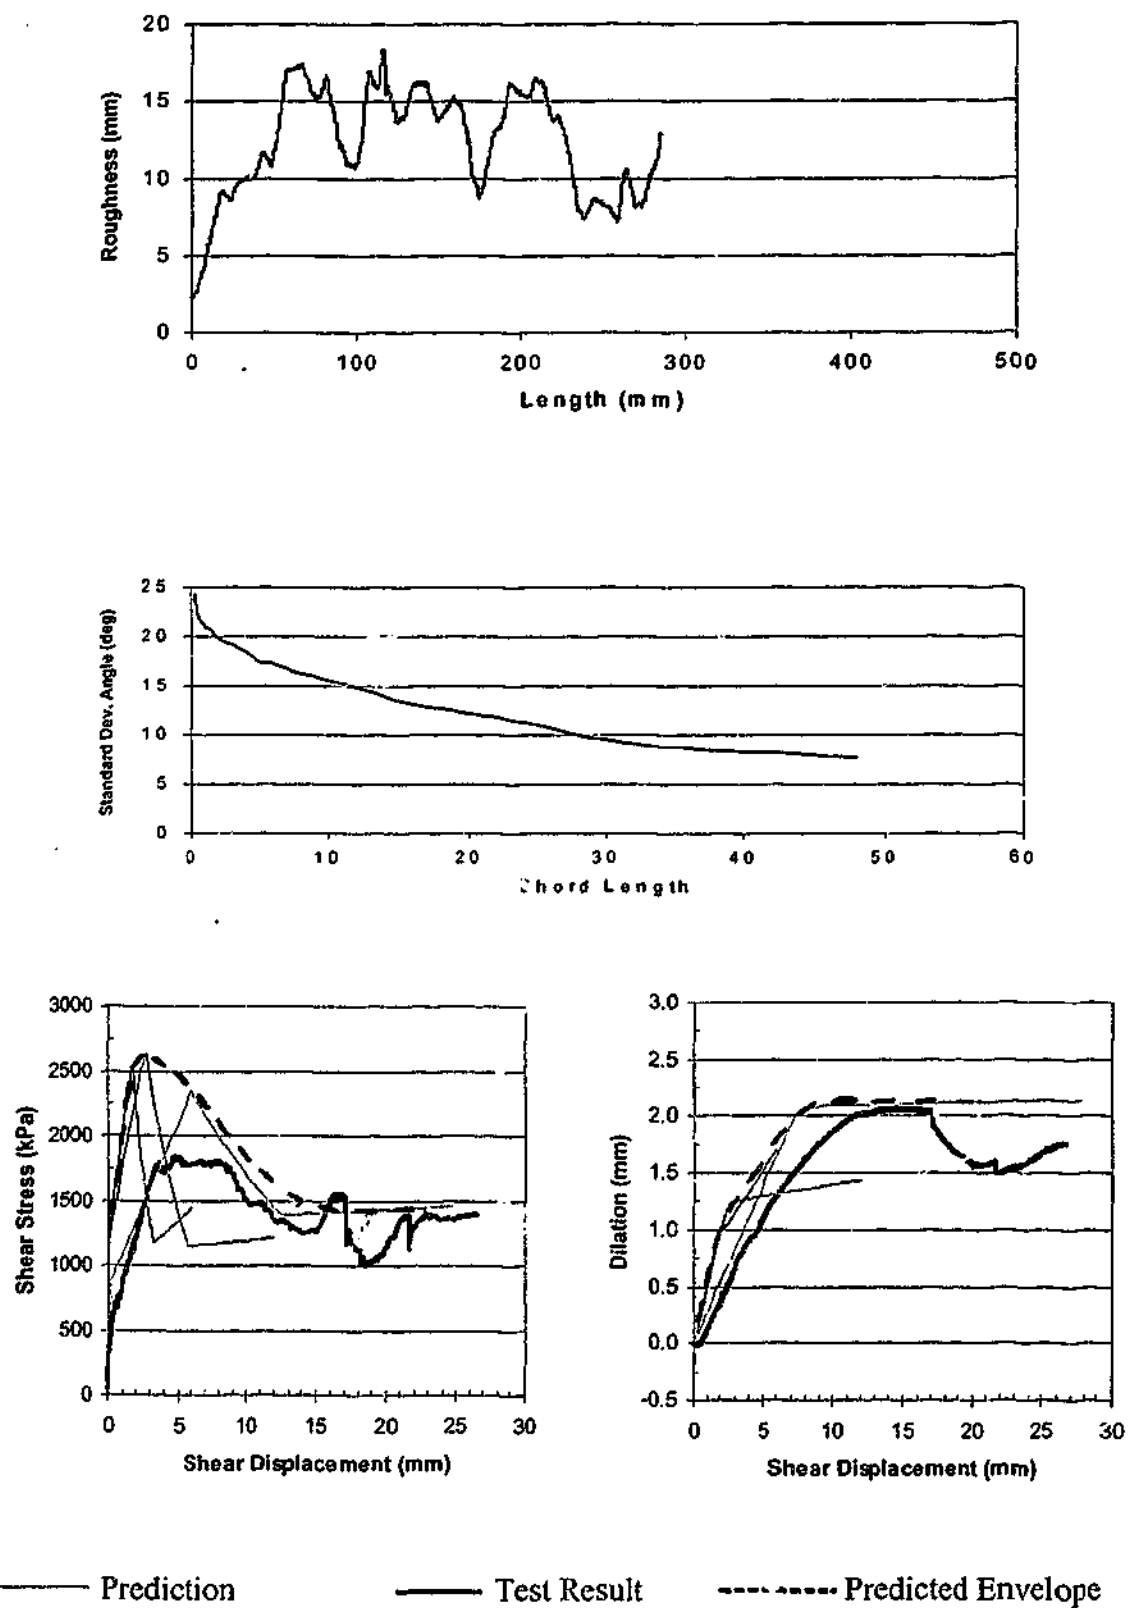 20
15
10
5
0
Roughness (mm)
0 100 200 300 400 500
Length (mm)
25
20
15
10
5
0
Standard Dev. Angle (deg)
0 10 20 30 40 50 60
Chord Length
3000
2500
2000
1500
1000
500
0
Shear Stress (kPa)
0 5 10 15 20 25 30
Shear Displacement (mm)
3.0
2.5
2.0
1.5
1.0
0.5
0.0
-0.5
Dilation (mm)
0 5 10 15 20 25 30
Shear Displacement (mm)
Prediction Test Result Predicted Envelope